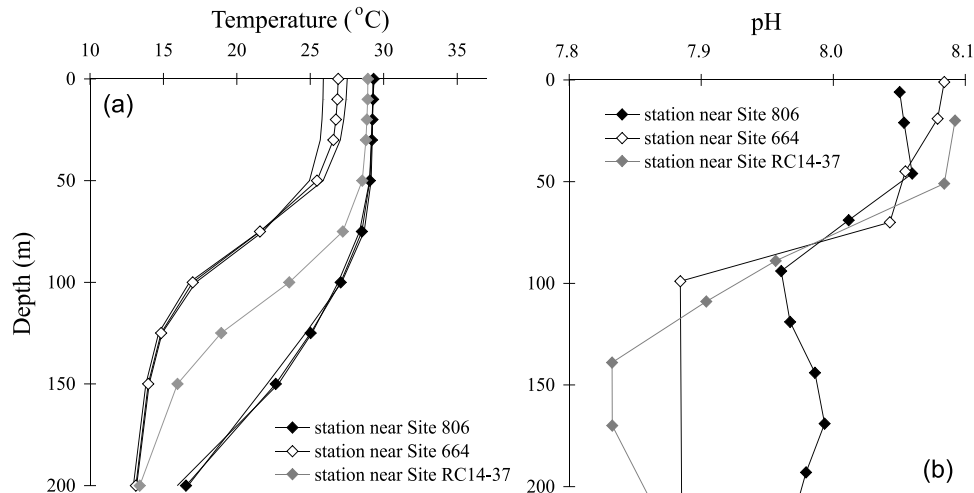 Temperature (°C)
10 15 20 25 30 35
0
50
100
150
200
Depth (m)
(a)
station near Site 806
station near Site 664
station near Site RC14-37
pH
7.8 7.9 8.0 8.1
0
50
100
150
200
station near Site 806
station near Site 664
station near Site RC14-37
(b)